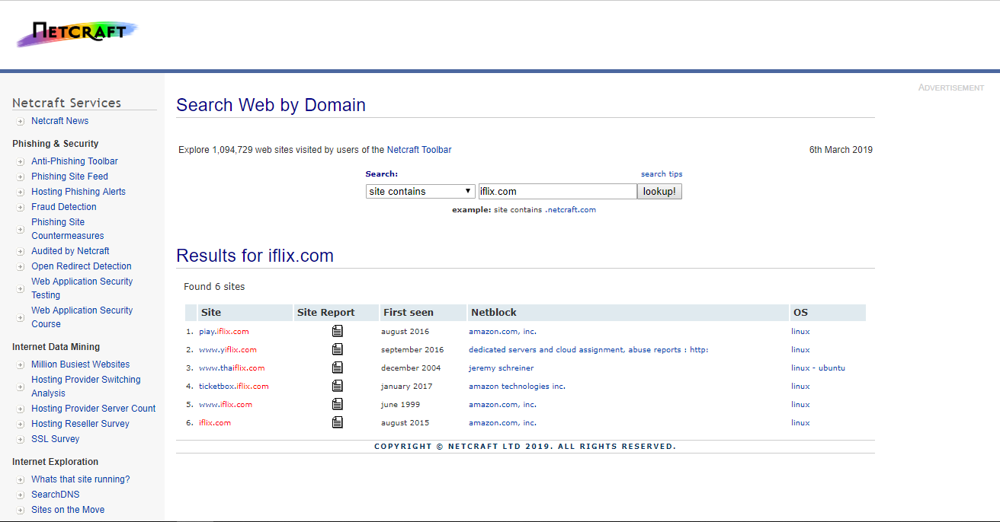 NETCRAFT
ADVERTISEMENT
Netcraft Services
Netcraft News
Phishing & Security
Anti-Phishing Toolbar
Phishing Site Feed
Hosting Phishing Alerts
Fraud Detection
Phishing Site
Countermeasures
Audited by Netcraft
Open Redirect Detection
Web Application Security
Testing
Web Application Security
Course
Internet Data Mining
Million Busiest Websites
Hosting Provider Switching
Analysis
Hosting Provider Server Count
Hosting Reseller Survey
SSL Survey
Internet Exploration
Whats that site running?
SearchDNS
Sites on the Move
Search Web by Domain
Explore 1,094,729 web sites visited by users of the Netcraft Toolbar 6th March 2019
Search: search tips
site contains iflix.com lookup!
example: site contains .netcraft.com
Results for iflix.com
Found 6 sites
Site Site Report First seen Netblock OS
1. piay.iflix.com august 2016 amazon.com, inc. linux
2. www.yiflix.com september 2016 dedicated servers and cloud assignment, abuse reports : http: linux
3. www.thaiflix.com december 2004 jeremy schreiner linux - ubuntu
4. ticketbox.iflix.com january 2017 amazon technologies inc. linux
5. www.iflix.com june 1999 amazon.com, inc. linux
6. iflix.com august 2015 amazon.com, inc. linux
COPYRIGHT © NETCRAFT LTD 2019. ALL RIGHTS RESERVED.